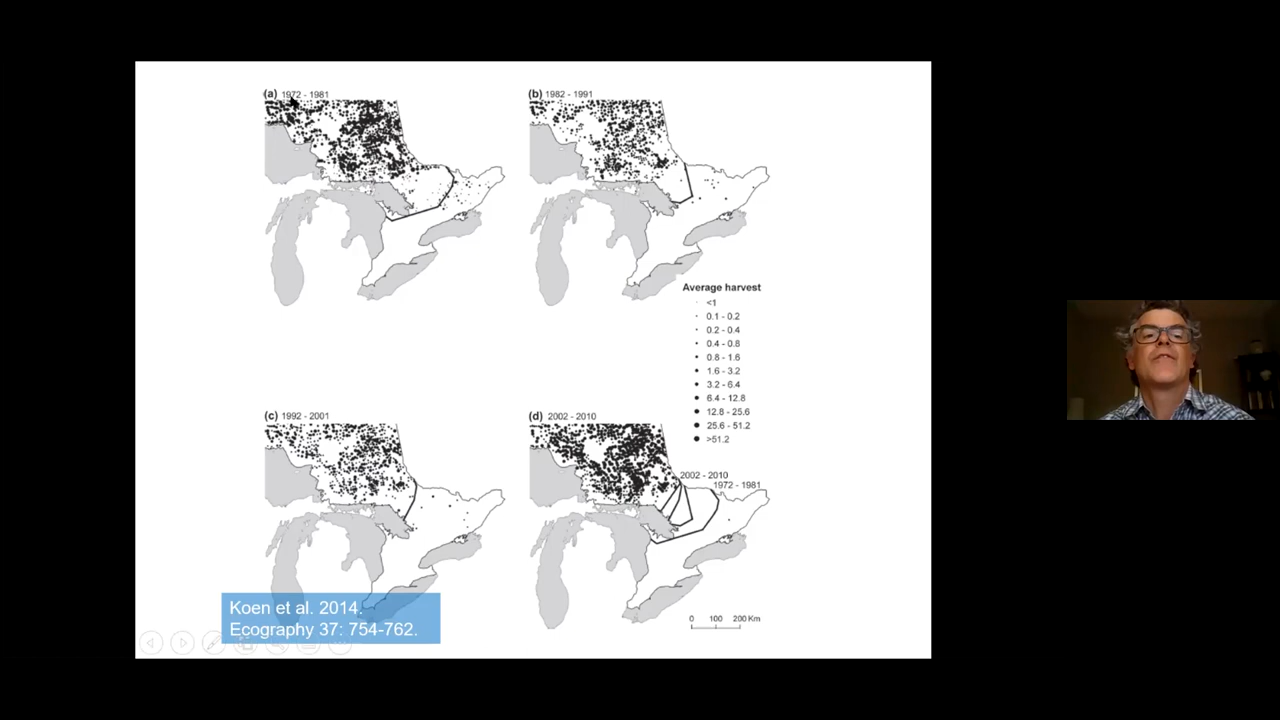 (a) 1972 - 1981
(b) 1982 - 1991
Average harvest
<1
0.1 - 0.2
0.2 - 0.4
0.4 - 0.8
0.8 - 1.6
1.6 - 3.2
3.2 - 6.4
6.4 - 12.8
12.8 - 25.6
25.6 - 51.2
>51.2
(c) 1992 - 2001
(d) 2002 - 2010
2002 - 2010
1972 - 1981
0 100 200 Km
Koen et al. 2014.
Ecography 37: 754-762.